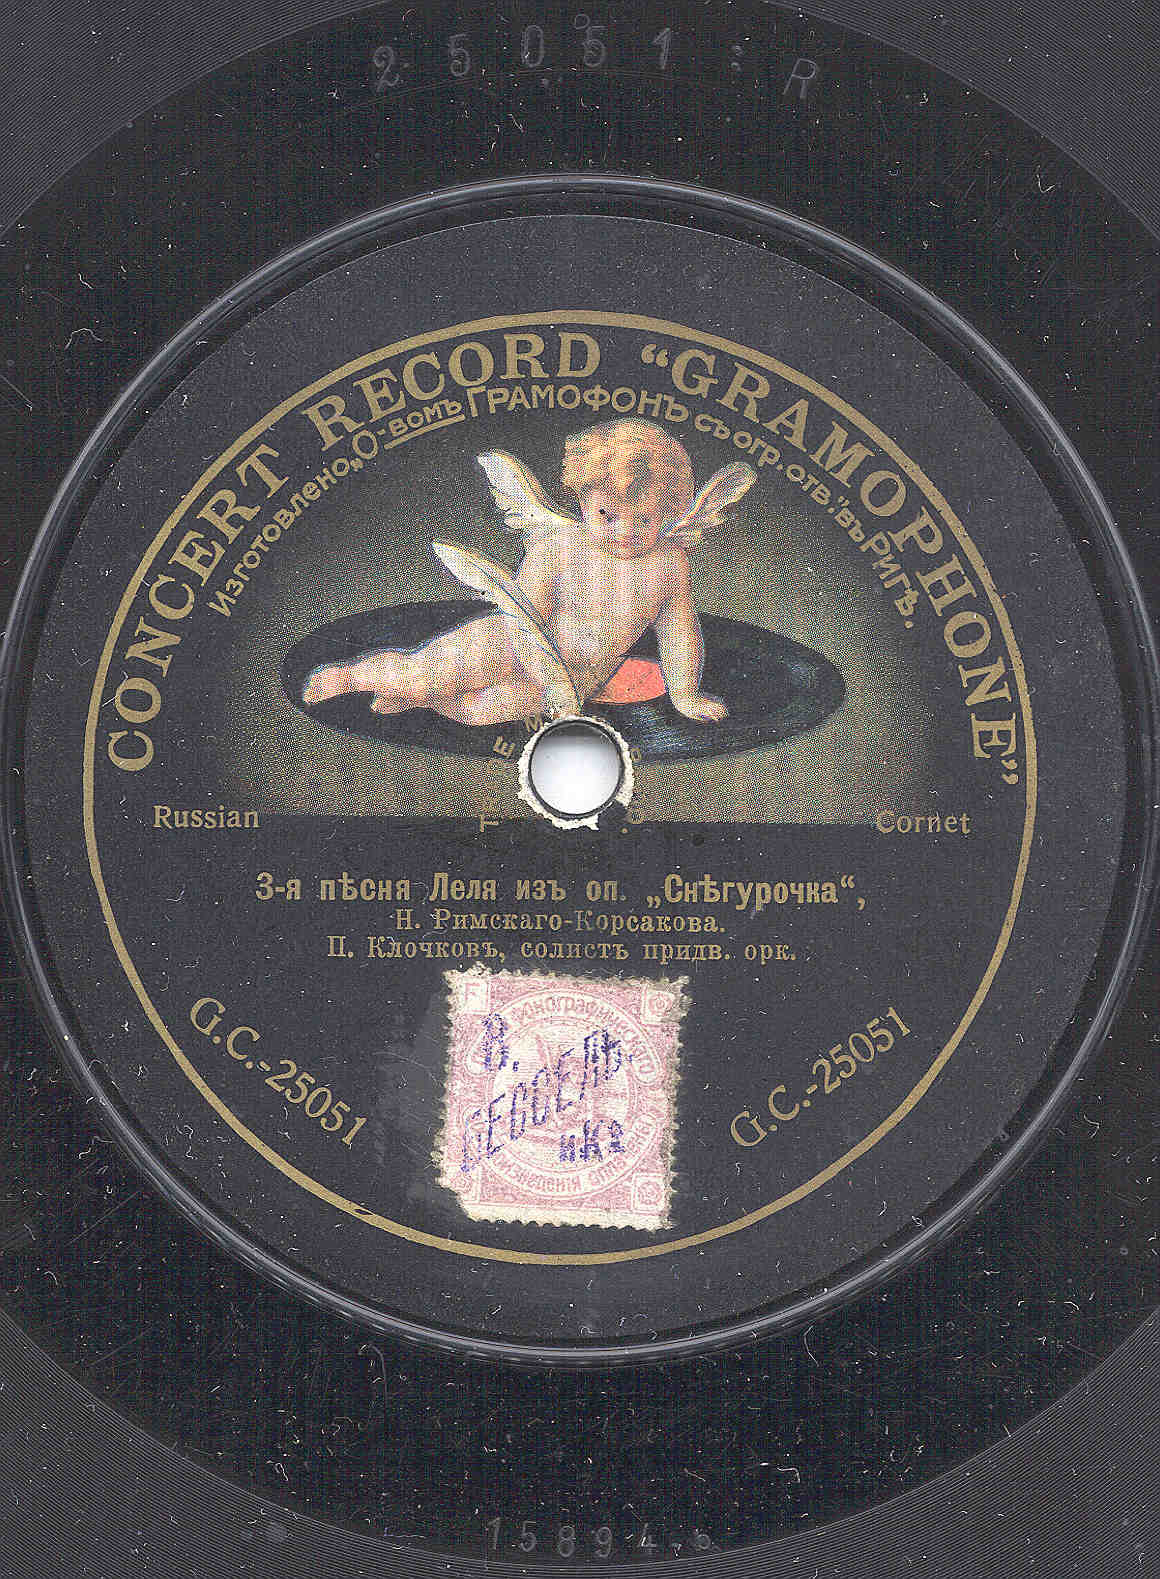 25051 : R
CONCERT RECORD “GRAMOPHONE”
Изготовлено „О-вомъ ГРАМОФОНЪ съ огр. отв.“ въ Ригѣ.
Russian
Cornet
3-я пѣсня Леля изъ оп. „Снѣгурочка“,
Н. Римскаго-Корсакова.
П. Клочковъ, солистъ придв. орк.
В.
БЕССЕЛЬ
и Кº
G.C.-25051
G.C.-25051
15894-b